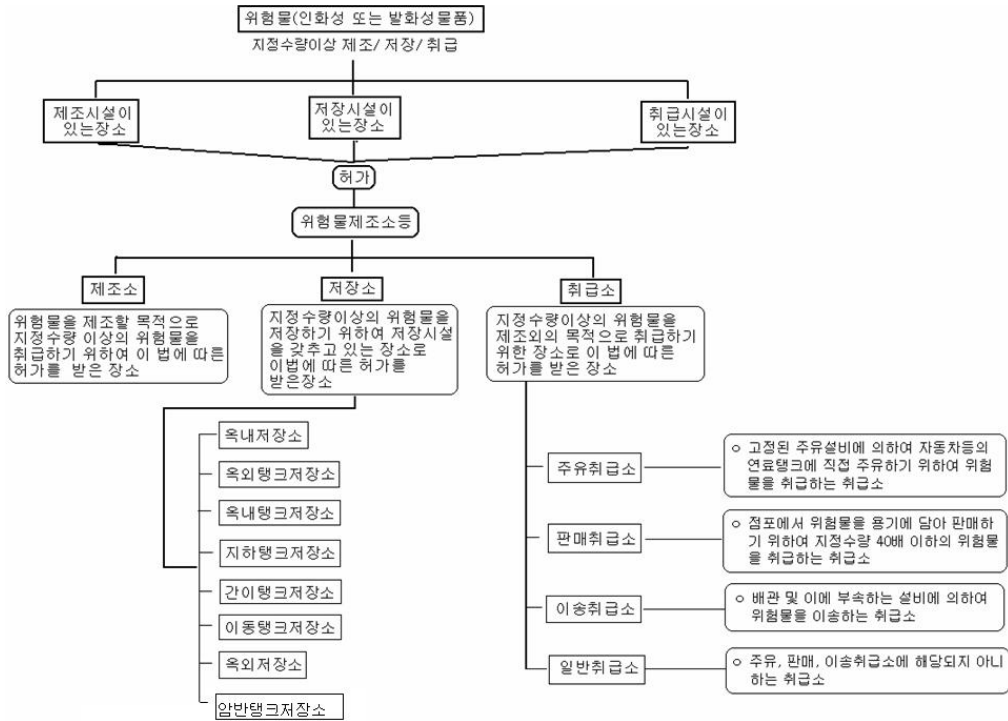 위험물(인화성 또는 발화성물품)
지정수량이상 제조/ 저장/ 취급
제조시설이
있는장소
저장시설이
있는장소
취급시설이
있는장소
허가
위험물제조소등
제조소
위험물을 제조할 목적으로
지정수량 이상의 위험물을
취급하기 위하여 이 법에 따른
허가를 받은 장소
저장소
지정수량이상의 위험물을
저장하기 위하여 저장시설
을 갖추고 있는 장소로
이법에 따른 허가를
받은장소
취급소
지정수량이상의 위험물을
제조외의 목적으로 취급하기
위한 장소로 이 법에 따른
허가를 받은 장소
옥내저장소
옥외탱크저장소
옥내탱크저장소
지하탱크저장소
간이탱크저장소
이동탱크저장소
옥외저장소
암반탱크저장소
주유취급소
○ 고정된 주유설비에 의하여 자동차등의
연료탱크에 직접 주유하기 위하여 위험
물을 취급하는 취급소
판매취급소
○ 점포에서 위험물을 용기에 담아 판매하
기 위하여 지정수량 40배 이하의 위험물
을 취급하는 취급소
이송취급소
○ 배관 및 이에 부속하는 설비에 의하여
위험물을 이송하는 취급소
일반취급소
○ 주유, 판매, 이송취급소에 해당되지 아니
하는 취급소